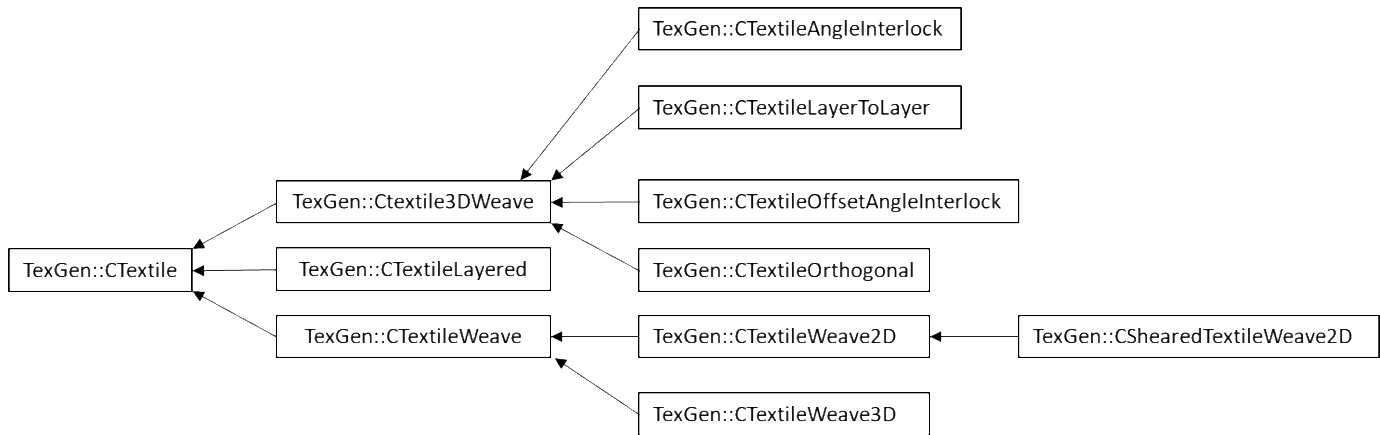 TexGen::CTextileAngleInterlock
TexGen::CTextileLayerToLayer
TexGen::Ctextile3DWeave
TexGen::CTextileOffsetAngleInterlock
TexGen::CTextile
TexGen::CTextileLayered
TexGen::CTextileOrthogonal
TexGen::CTextileWeave
TexGen::CTextileWeave2D
TexGen::CShearedTextileWeave2D
TexGen::CTextileWeave3D